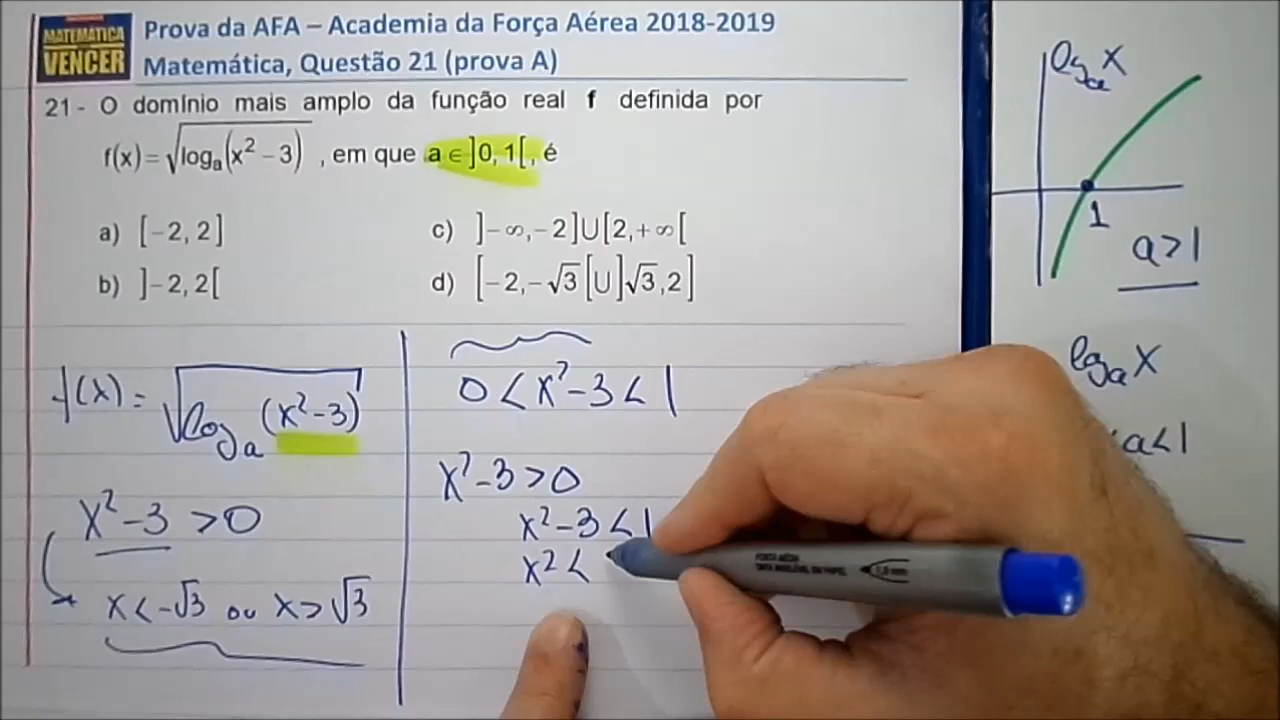 MATEMÁTICA
VENCER
Prova da AFA – Academia da Força Aérea 2018-2019
Matemática, Questão 21 (prova A)
21 - O domínio mais amplo da função real f definida por
f(x)=√logₐ(x² – 3) , em que a ∈ ]0, 1[, é
a) [-2, 2]
b) ]-2, 2[
c) ]-∞,-2]∪[2,+∞[
d) [-2,-√3[∪]√3,2]
f(x) = √logₐ(x²-3)
x²-3 >0
x<-√3 ou x>√3
0<x²-3<1
x²-3>0
x²-3<1
x²<
logₐx
1
a>1
logₐx
a<1